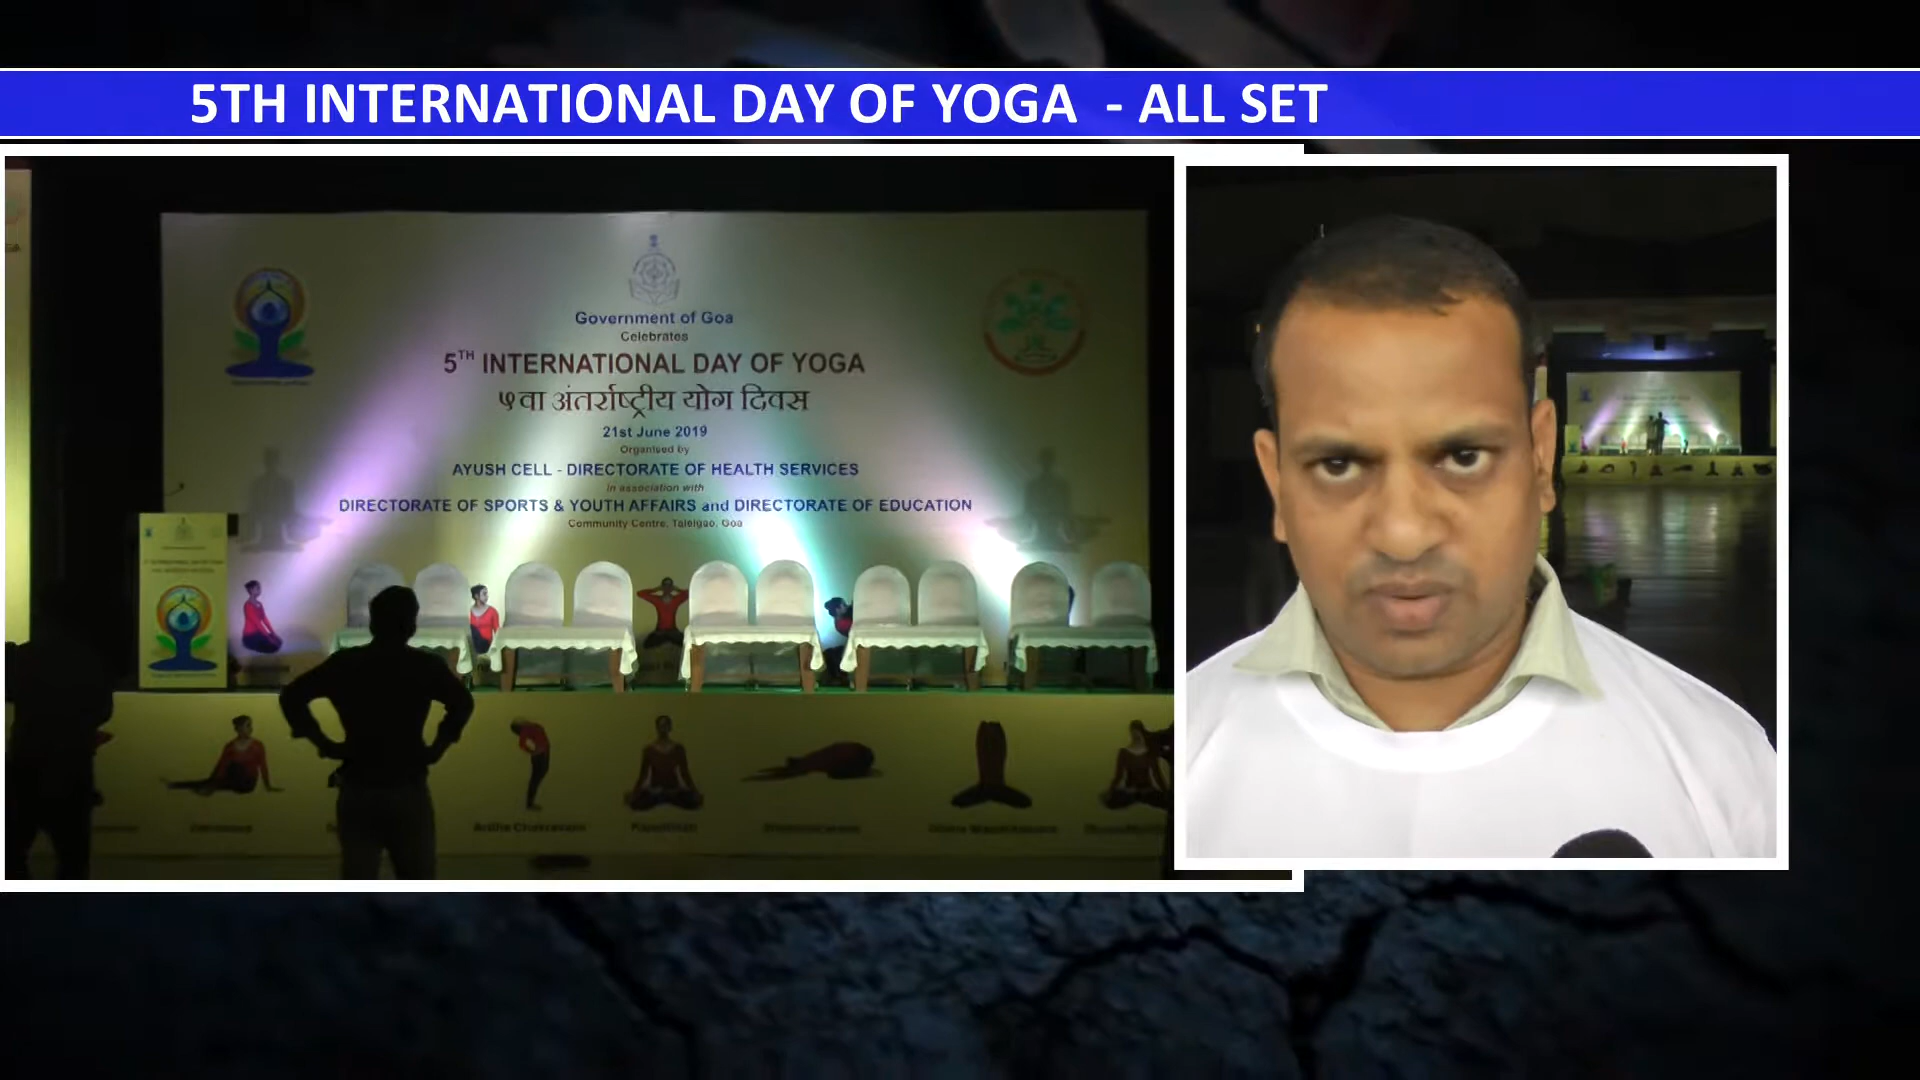 5TH INTERNATIONAL DAY OF YOGA - ALL SET
Government of Goa
Celebrates
5TH INTERNATIONAL DAY OF YOGA
५वा अंतर्राष्ट्रीय योग दिवस
21st June 2019
Organised by
AYUSH CELL - DIRECTORATE OF HEALTH SERVICES
in association with
DIRECTORATE OF SPORTS & YOUTH AFFAIRS and DIRECTORATE OF EDUCATION
Community Centre, Taleigao, Goa
Ardha Chakrasana